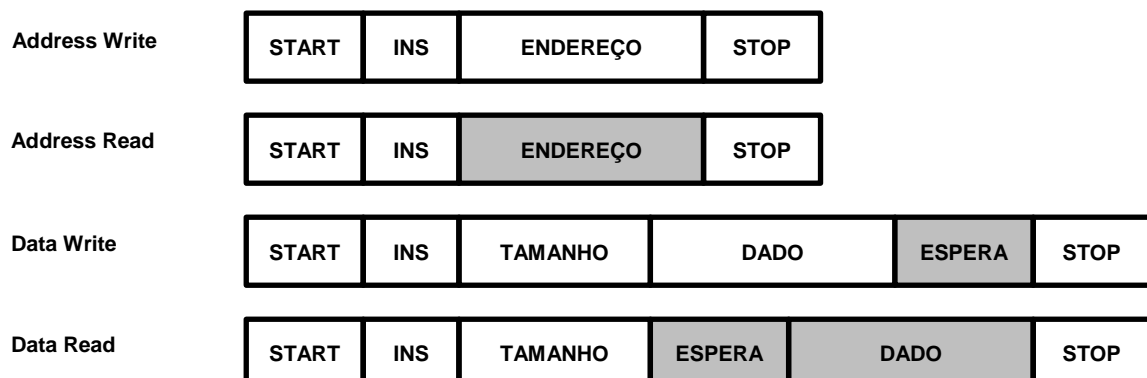 Address Write START INS ENDEREÇO STOP
Address Read START INS ENDEREÇO STOP
Data Write START INS TAMANHO DADO ESPERA STOP
Data Read START INS TAMANHO ESPERA DADO STOP